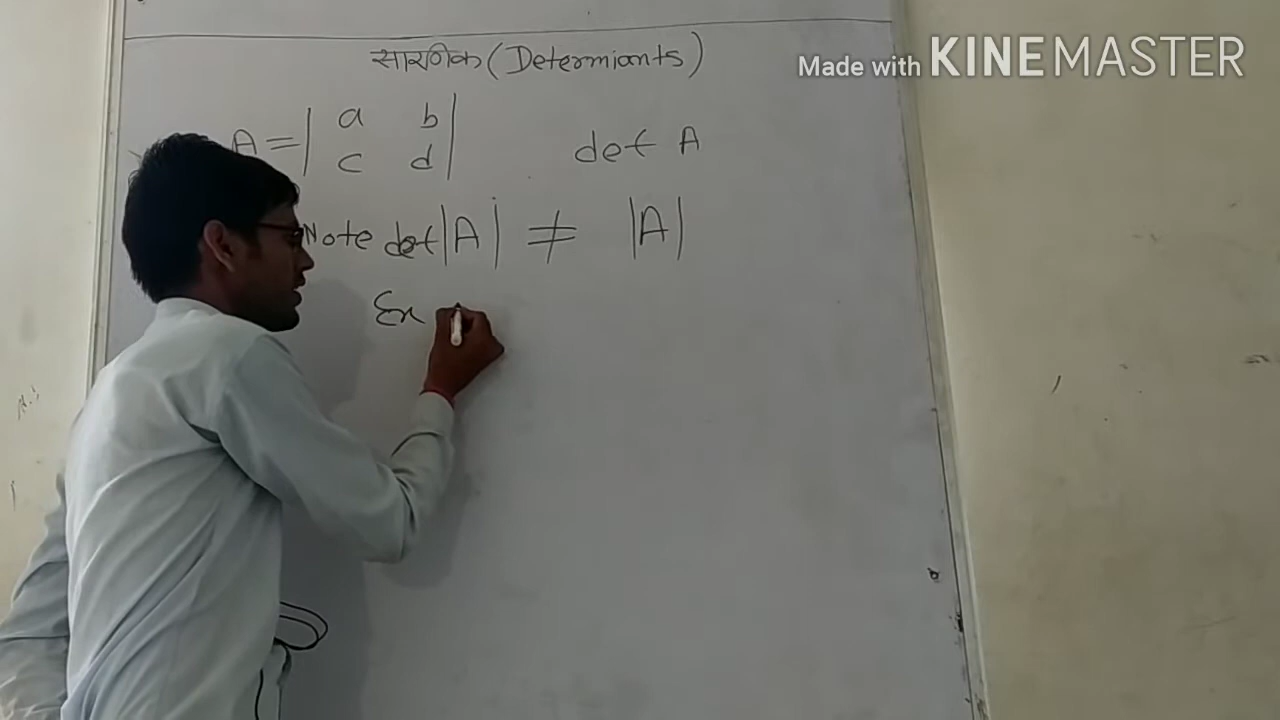 Made with KINEMASTER
सारणिक (Determiants)
A = | a b |
| c d |
det A
Note det |A| ≠ |A|
Ex